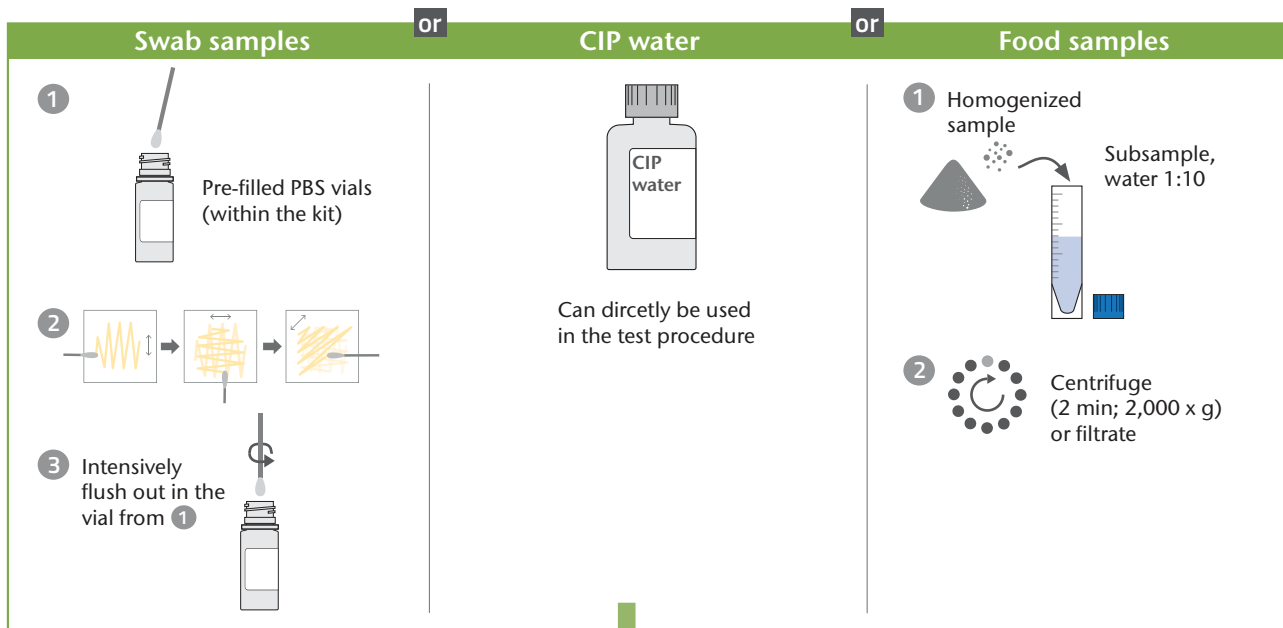 or
or
Swab samples
CIP water
Food samples
1
Pre-filled PBS vials
(within the kit)
2
3 Intensively
flush out in the
vial from 1
CIP
water
Can dircetly be used
in the test procedure
1 Homogenized
sample
Subsample,
water 1:10
2
Centrifuge
(2 min; 2,000 x g)
or filtrate